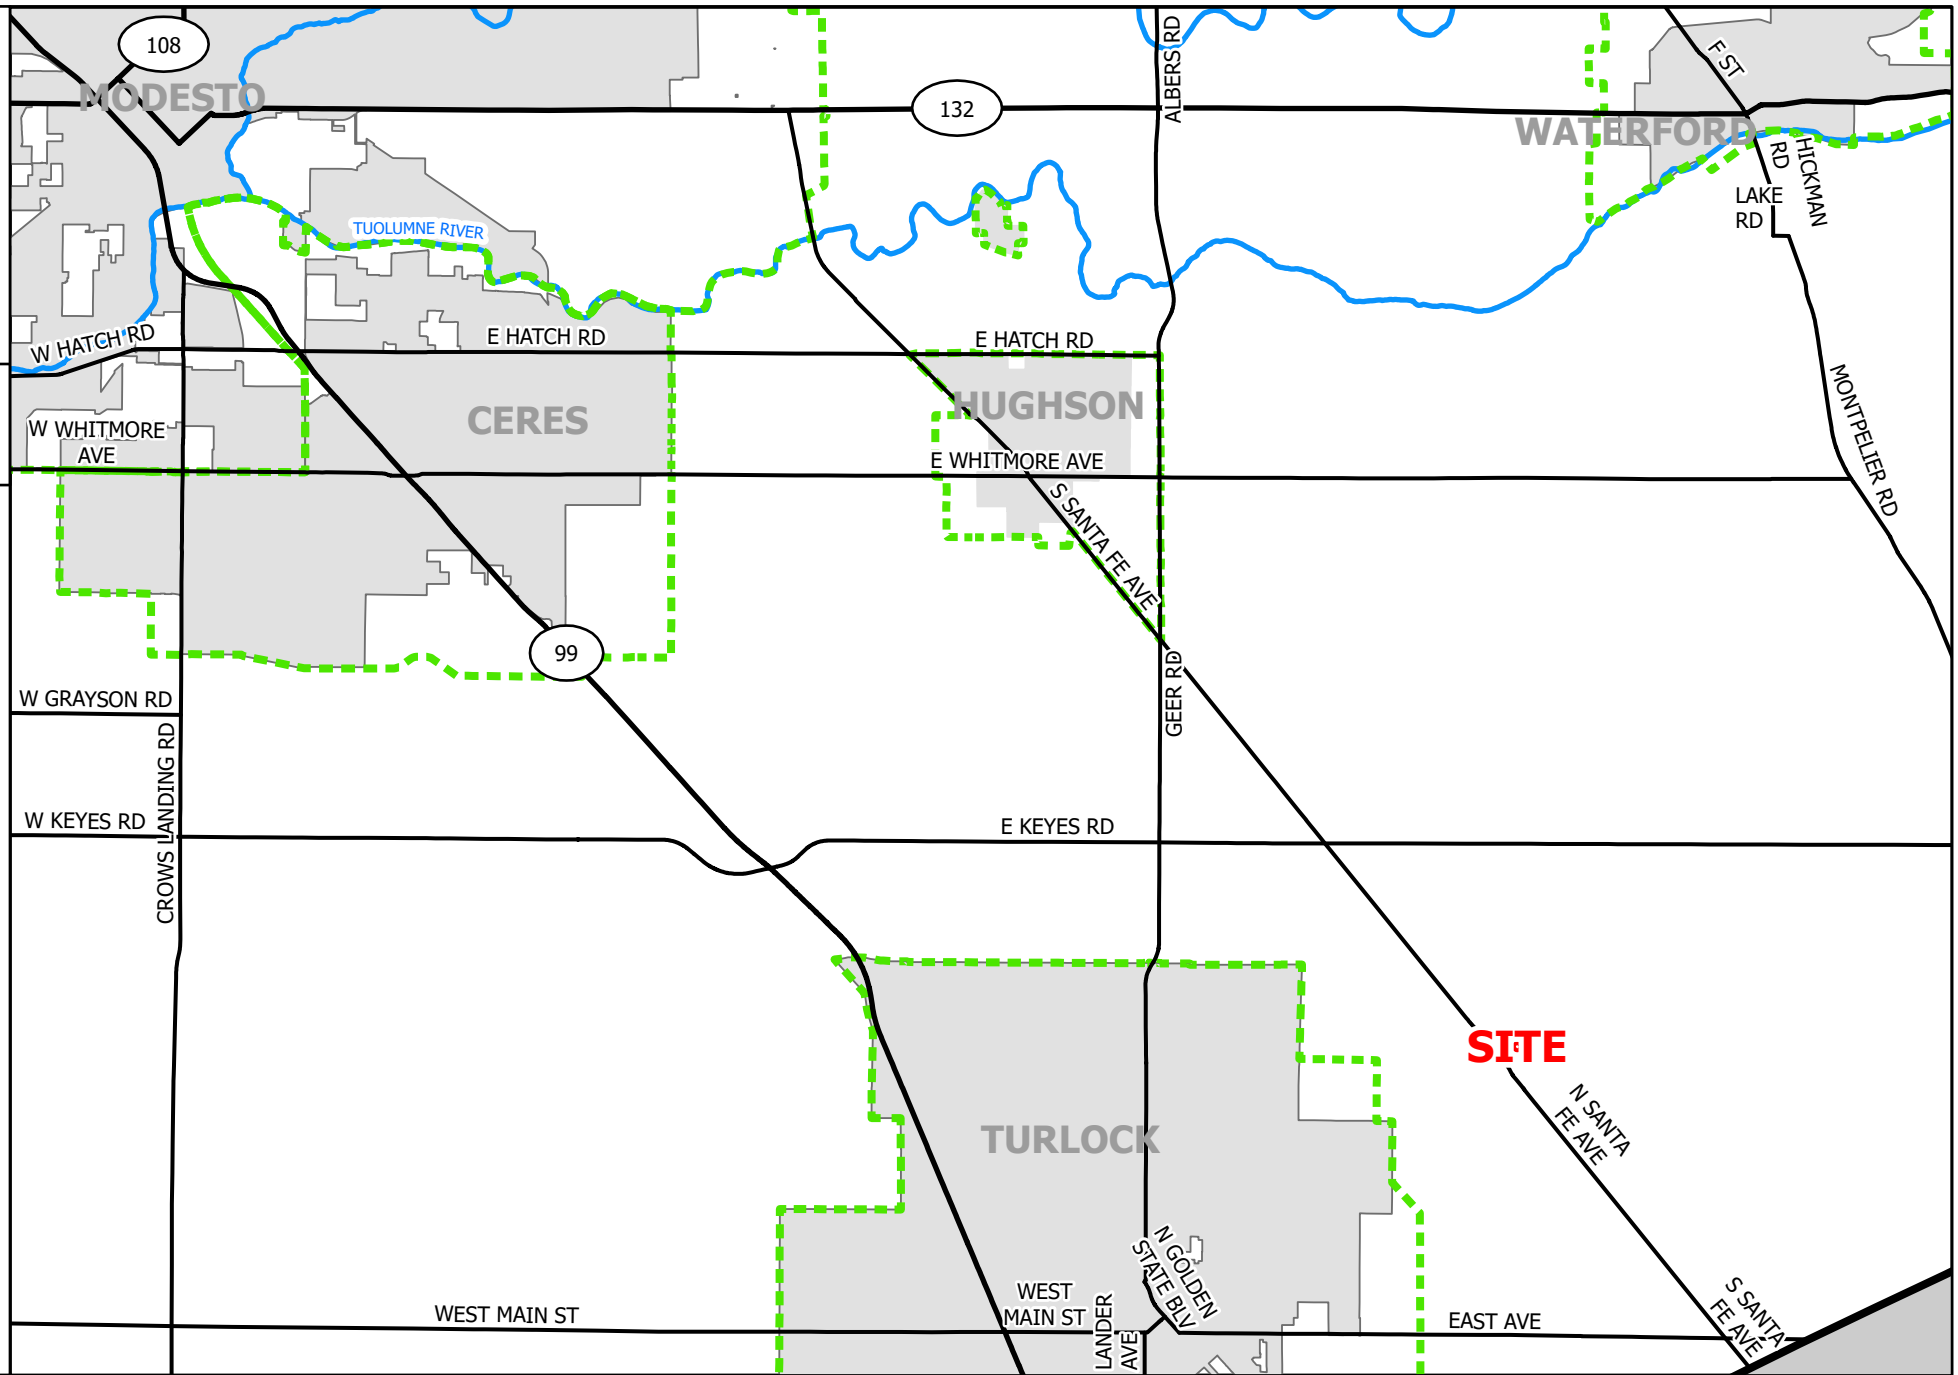 108
MODESTO
132
ALBERS RD
F ST
WATERFORD
HICKMAN
RD
LAKE
RD
TUOLUMNE RIVER
W HATCH RD
E HATCH RD
E HATCH RD
MONTPELIER RD
CERES
HUGHSON
W WHITMORE
AVE
E WHITMORE AVE
S SANTA FE AVE
99
GEER RD
W GRAYSON RD
CROWS LANDING RD
W KEYES RD
E KEYES RD
SITE
N SANTA
FE AVE
TURLOCK
N GOLDEN
STATE BLV
WEST MAIN ST
WEST
MAIN ST
LANDER
AVE
EAST AVE
S SANTA
FE AVE